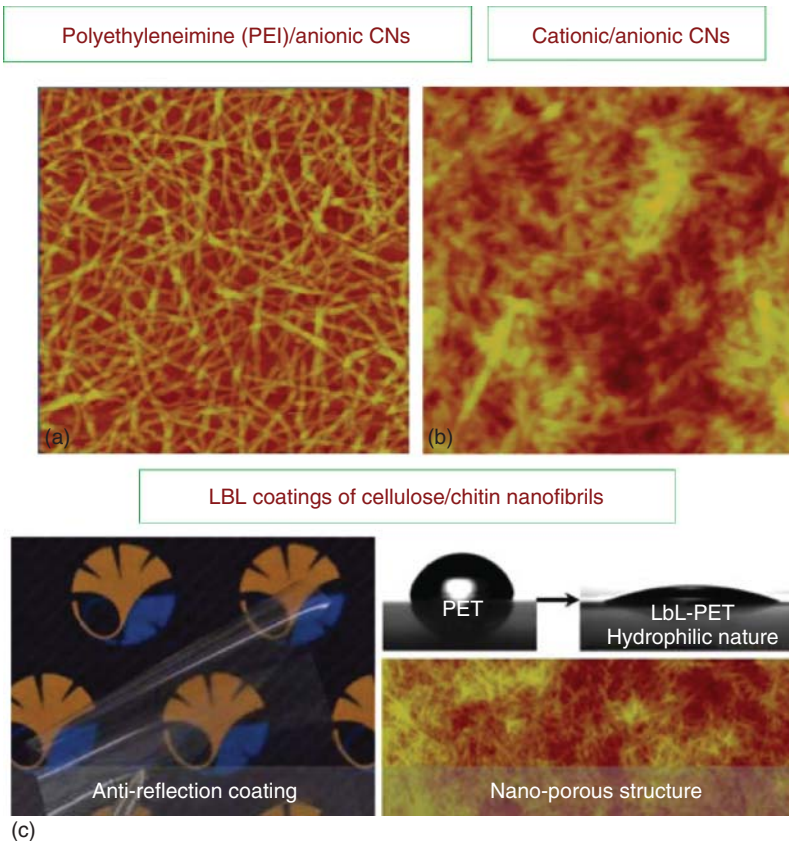 Polyethyleneimine (PEI)/anionic CNs
Cationic/anionic CNs
(a)
(b)
LBL coatings of cellulose/chitin nanofibrils
PET
LbL-PET
Hydrophilic nature
Anti-reflection coating
Nano-porous structure
(c)